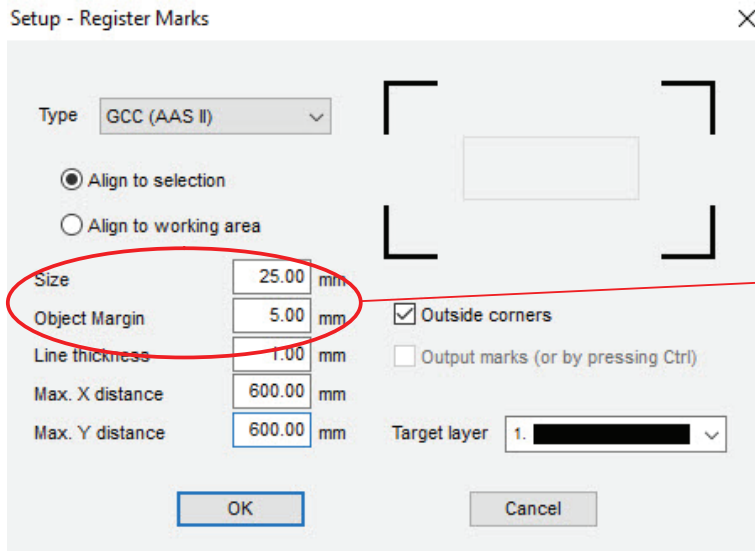 Setup - Register Marks
Type GCC (AAS II)
Align to selection
Align to working area
Size 25.00 mm
Object Margin 5.00 mm
Line thickness 1.00 mm
Max. X distance 600.00 mm
Max. Y distance 600.00 mm
Outside corners
Output marks (or by pressing Ctrl)
Target layer 1.
OK Cancel